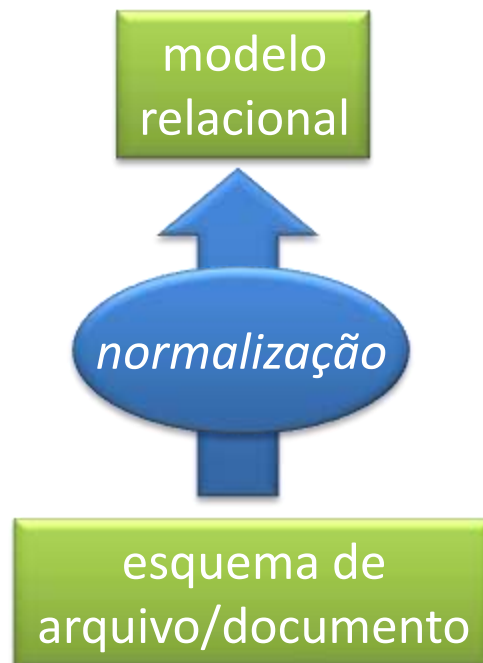 modelo
relacional
normalização
esquema de
arquivo/documento